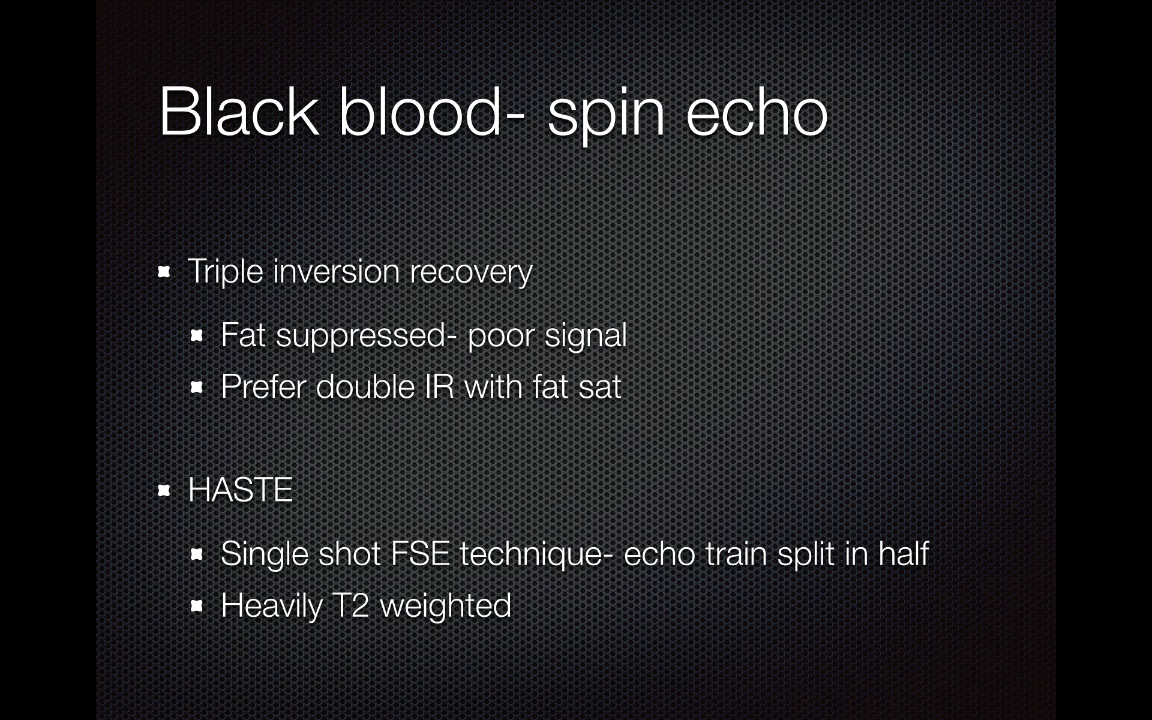 Black blood- spin echo
Triple inversion recovery
Fat suppressed- poor signal
Prefer double IR with fat sat
HASTE
Single shot FSE technique- echo train split in half
Heavily T2 weighted